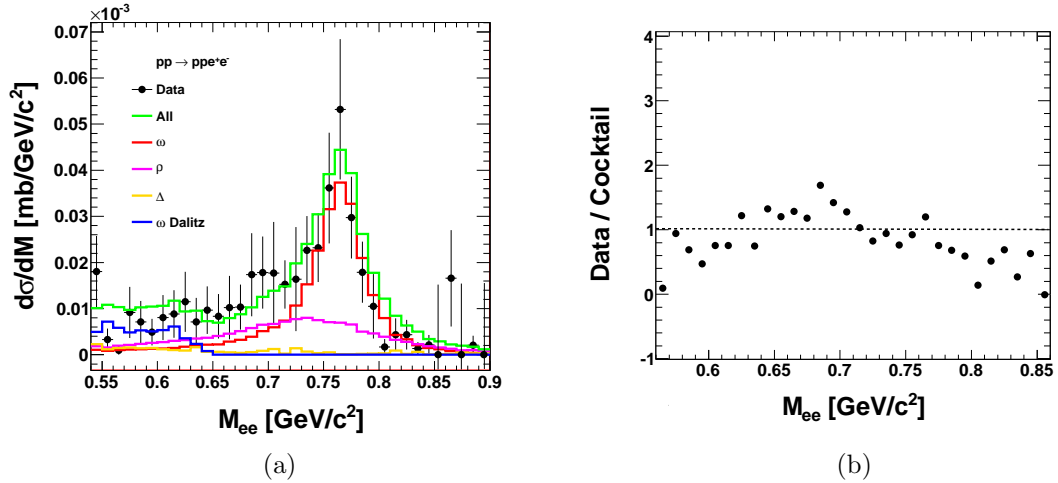 ×10⁻³
dσ/dM [mb/GeV/c²]
0.07
0.06
0.05
0.04
0.03
0.02
0.01
0
pp → ppe⁺e⁻
Data
All
ω
ρ
Δ
ω Dalitz
0.55 0.6 0.65 0.7 0.75 0.8 0.85 0.9
M_ee [GeV/c²]
(a)
Data / Cocktail
4
3
2
1
0
-1
0.6 0.65 0.7 0.75 0.8 0.85
M_ee [GeV/c²]
(b)